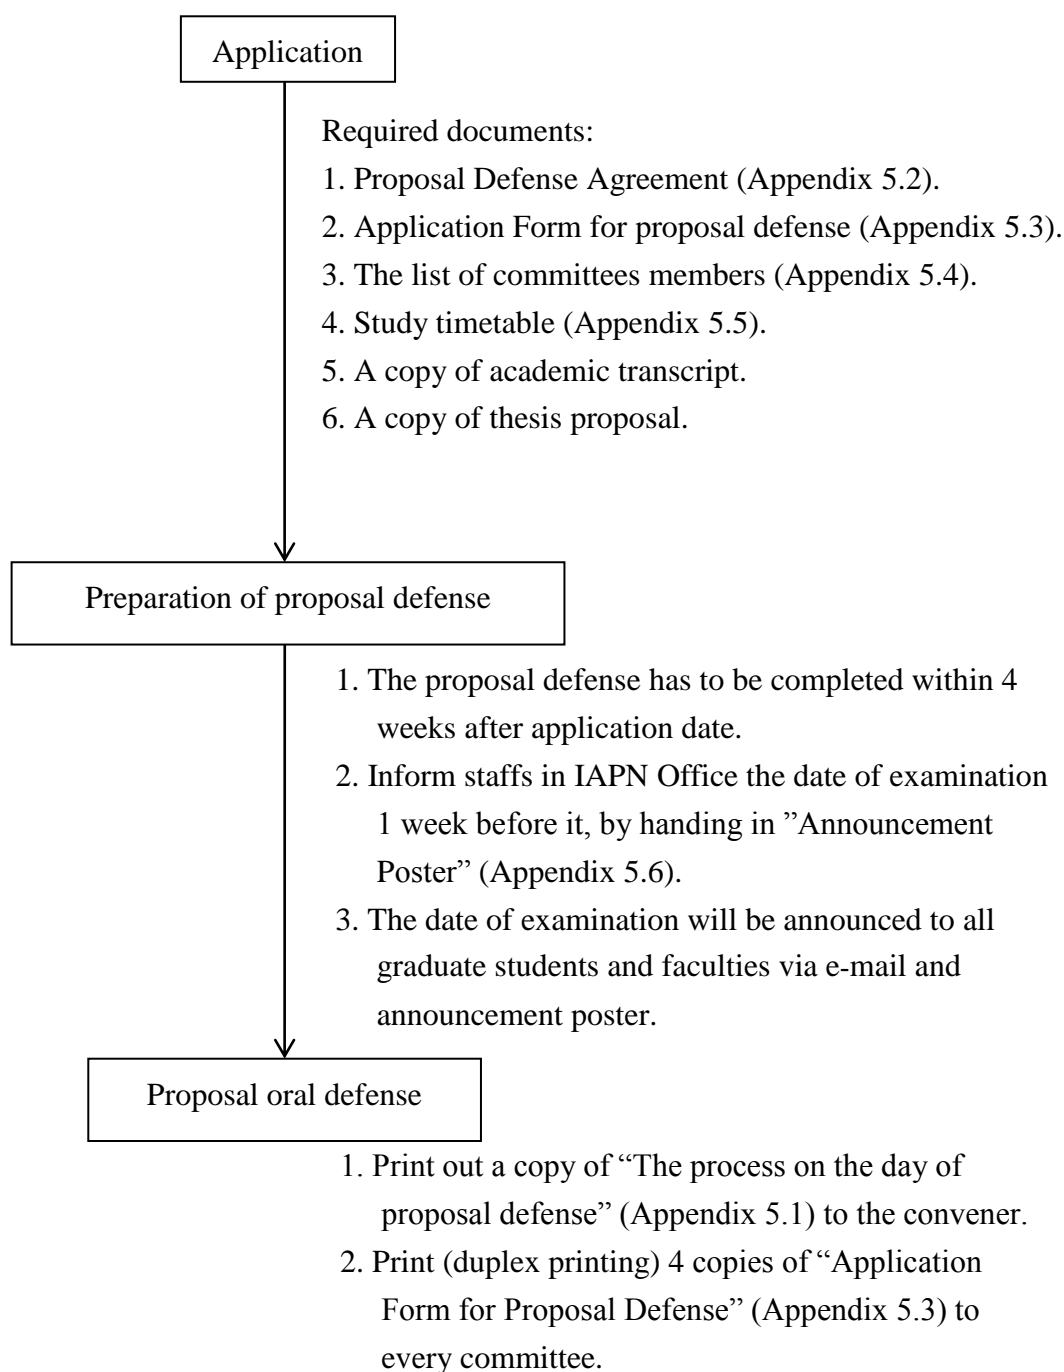 Application
Required documents:
1. Proposal Defense Agreement (Appendix 5.2).
2. Application Form for proposal defense (Appendix 5.3).
3. The list of committees members (Appendix 5.4).
4. Study timetable (Appendix 5.5).
5. A copy of academic transcript.
6. A copy of thesis proposal.
Preparation of proposal defense
1. The proposal defense has to be completed within 4
weeks after application date.
2. Inform staffs in IAPN Office the date of examination
1 week before it, by handing in ”Announcement
Poster” (Appendix 5.6).
3. The date of examination will be announced to all
graduate students and faculties via e-mail and
announcement poster.
Proposal oral defense
1. Print out a copy of “The process on the day of
proposal defense” (Appendix 5.1) to the convener.
2. Print (duplex printing) 4 copies of “Application
Form for Proposal Defense” (Appendix 5.3) to
every committee.